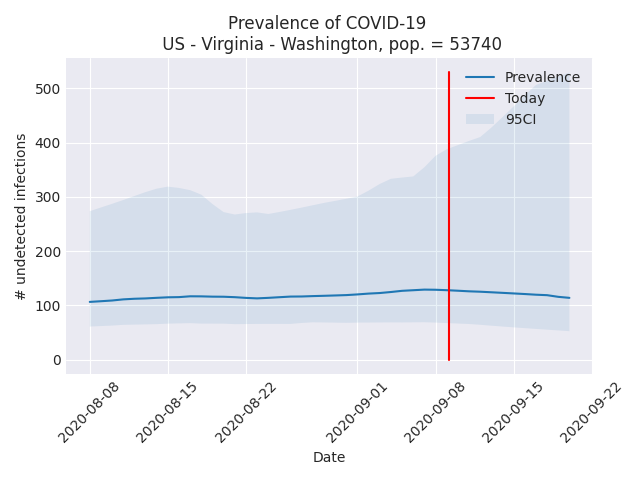 Prevalence of COVID-19
US - Virginia - Washington, pop. = 53740
500
400
300
200
100
0
# undetected infections
Prevalence
Today
95CI
2020-08-08
2020-08-15
2020-08-22
2020-09-01
2020-09-08
2020-09-15
2020-09-22
Date